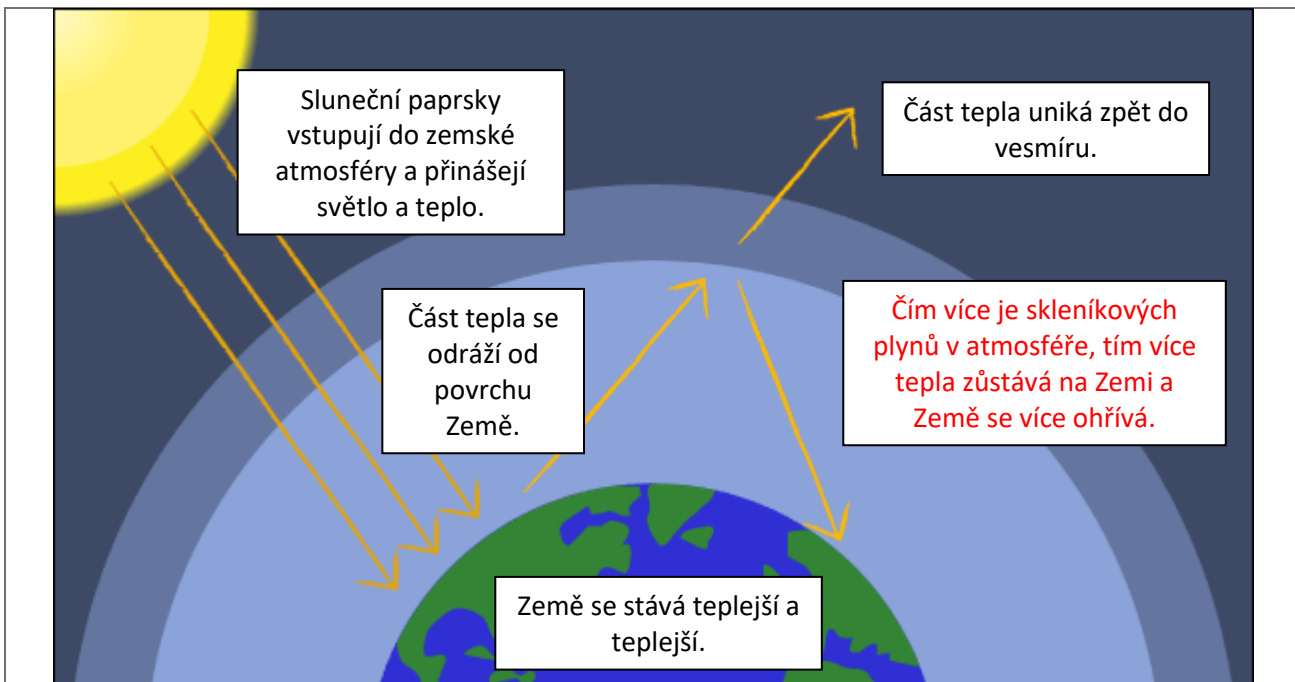 Sluneční paprsky
vstupují do zemské
atmosféry a přinášejí
světlo a teplo.
Část tepla uniká zpět do
vesmíru.
Část tepla se
odráží od
povrchu
Země.
Čím více je skleníkových
plynů v atmosféře, tím více
tepla zůstává na Zemi a
Země se více ohřívá.
Země se stává teplejší a
teplejší.